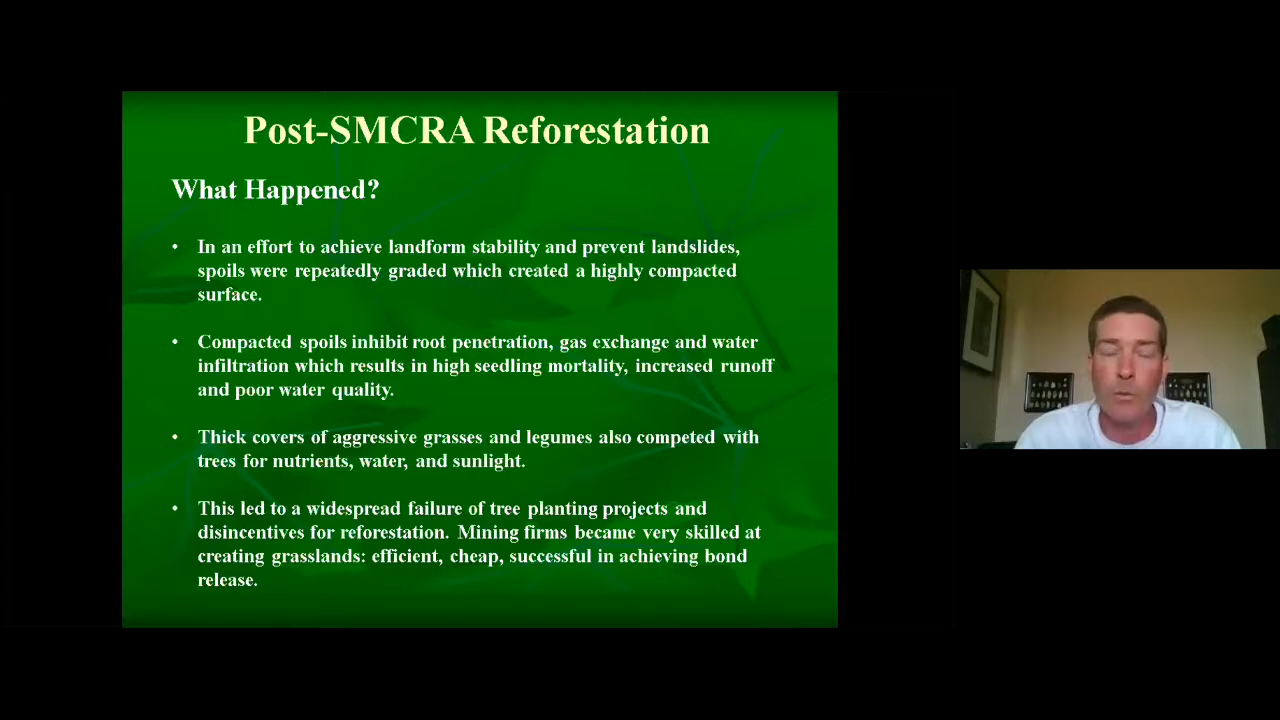 Post-SMCRA Reforestation
What Happened?
• In an effort to achieve landform stability and prevent landslides,
spoils were repeatedly graded which created a highly compacted
surface.
• Compacted spoils inhibit root penetration, gas exchange and water
infiltration which results in high seedling mortality, increased runoff
and poor water quality.
• Thick covers of aggressive grasses and legumes also competed with
trees for nutrients, water, and sunlight.
• This led to a widespread failure of tree planting projects and
disincentives for reforestation. Mining firms became very skilled at
creating grasslands: efficient, cheap, successful in achieving bond
release.